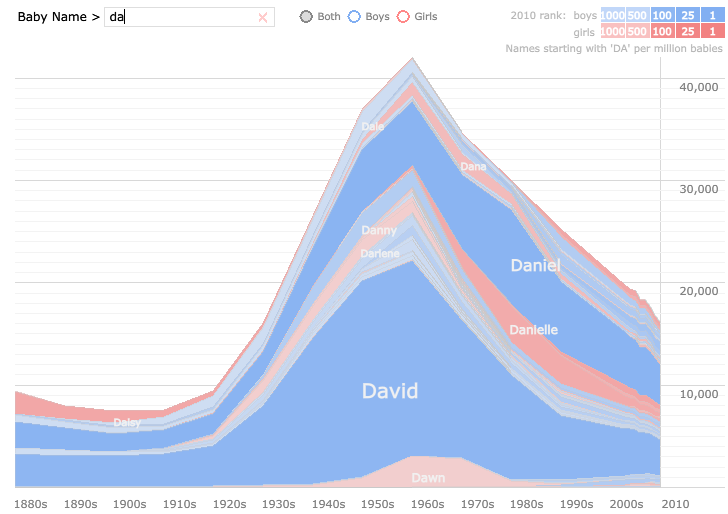 Baby Name > da
Both Boys Girls
2010 rank: boys 1000 500 100 25 1
girls 1000 500 100 25 1
Names starting with 'DA' per million babies
40,000
Dale
Dana
30,000
Danny
Darlene
Daniel
20,000
Danielle
David
10,000
Daisy
Dawn
1880s 1890s 1900s 1910s 1920s 1930s 1940s 1950s 1960s 1970s 1980s 1990s 2000s 2010